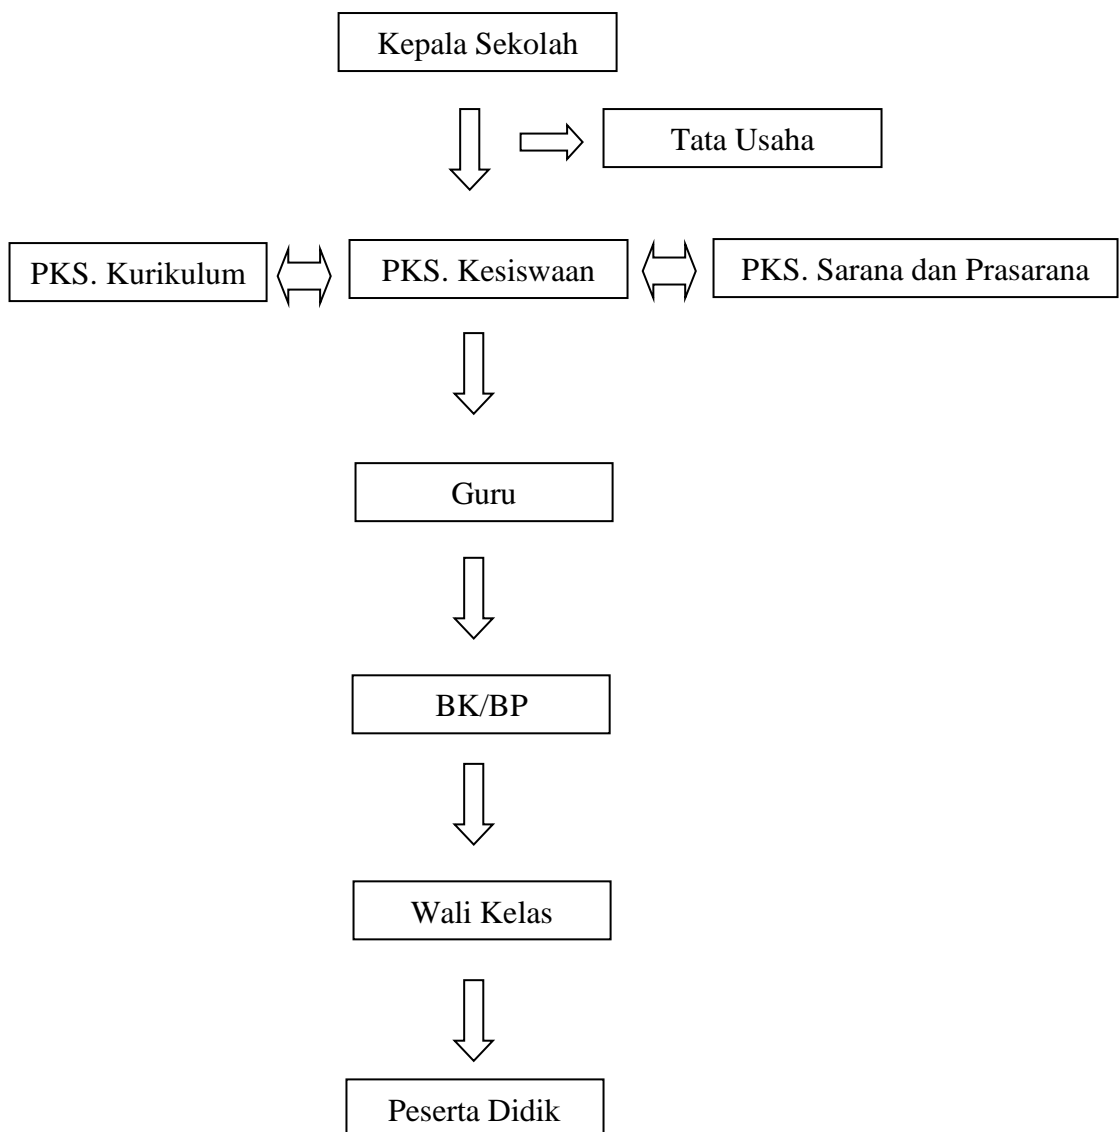 Kepala Sekolah
Tata Usaha
PKS. Kurikulum
PKS. Kesiswaan
PKS. Sarana dan Prasarana
Guru
BK/BP
Wali Kelas
Peserta Didik